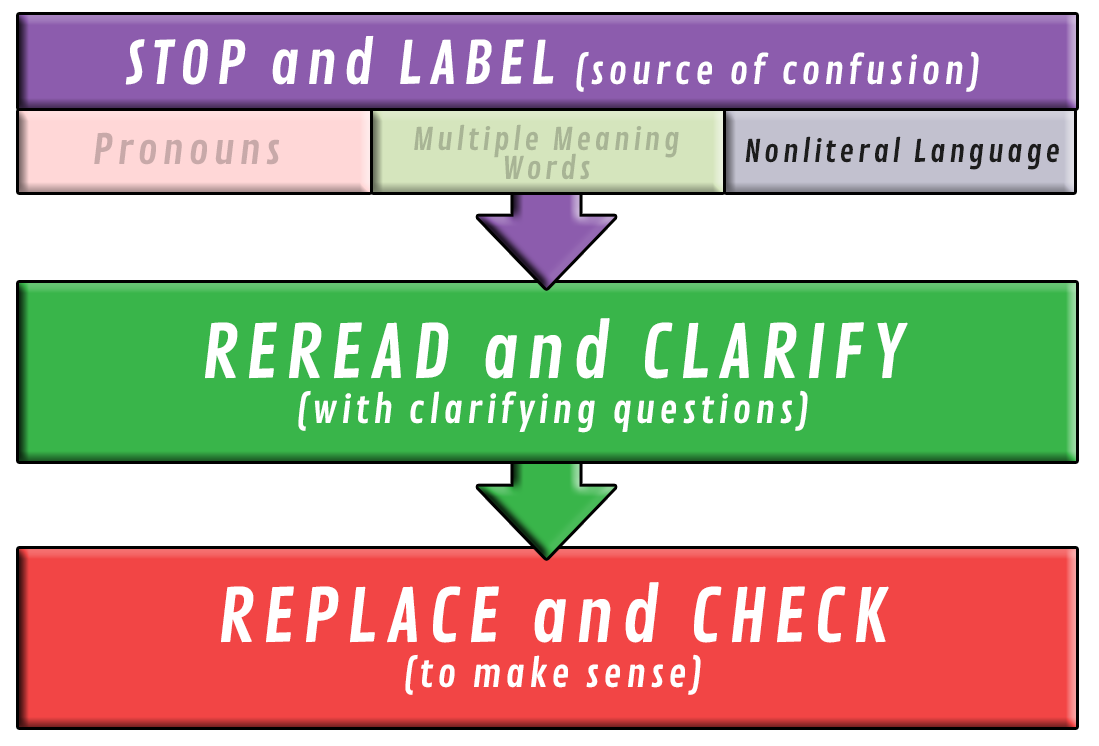 STOP and LABEL (source of confusion)
Pronouns
Multiple Meaning
Words
Nonliteral Language
REREAD and CLARIFY
(with clarifying questions)
REPLACE and CHECK
(to make sense)